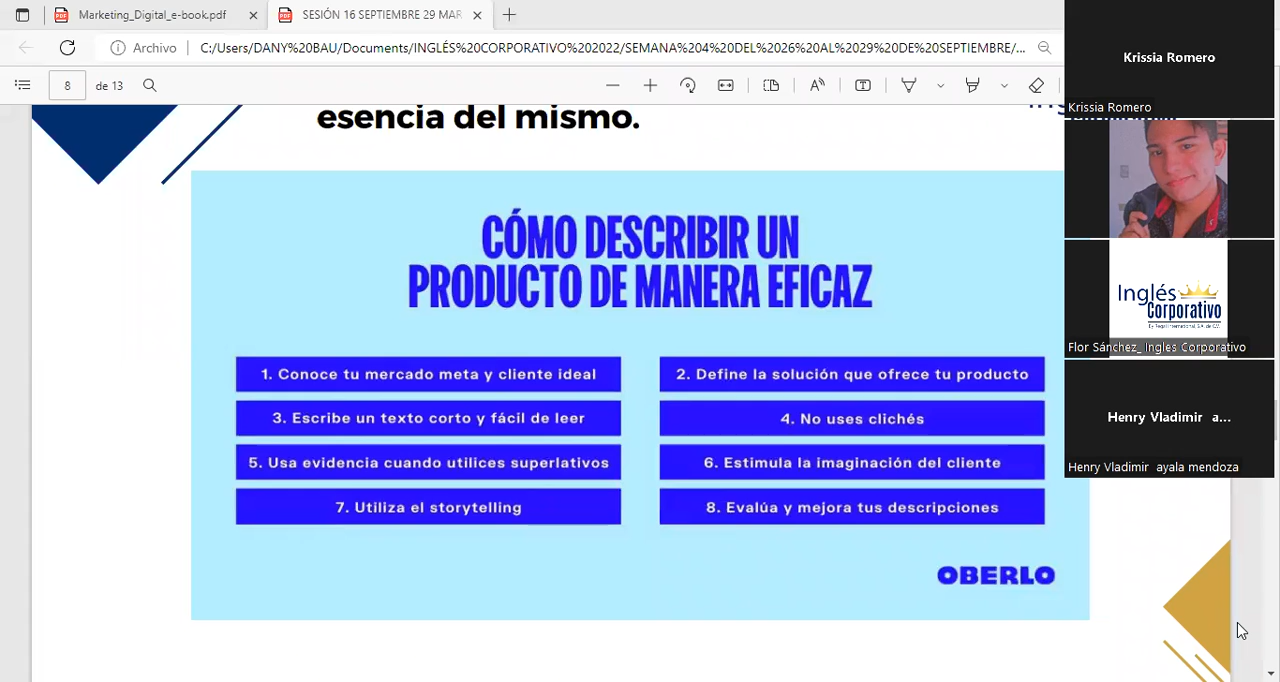 Marketing_Digital_e-book.pdf
SESIÓN 16 SEPTIEMBRE 29 MAR
Archivo
C:/Users/DANY%20BAU/Documents/INGLÉS%20CORPORATIVO%202022/SEMANA%204%20DEL%2026%20AL%2029%20DE%20SEPTIEMBRE/...
8 de 13
esencia del mismo.
CÓMO DESCRIBIR UN
PRODUCTO DE MANERA EFICAZ
1. Conoce tu mercado meta y cliente ideal
2. Define la solución que ofrece tu producto
3. Escribe un texto corto y fácil de leer
4. No uses clichés
5. Usa evidencia cuando utilices superlativos
6. Estimula la imaginación del cliente
7. Utiliza el storytelling
8. Evalúa y mejora tus descripciones
OBERLO
Krissia Romero
Krissia Romero
Inglés
Corporativo
Flor Sánchez_ Ingles Corporativo
Henry Vladimir a...
Henry Vladimir ayala mendoza